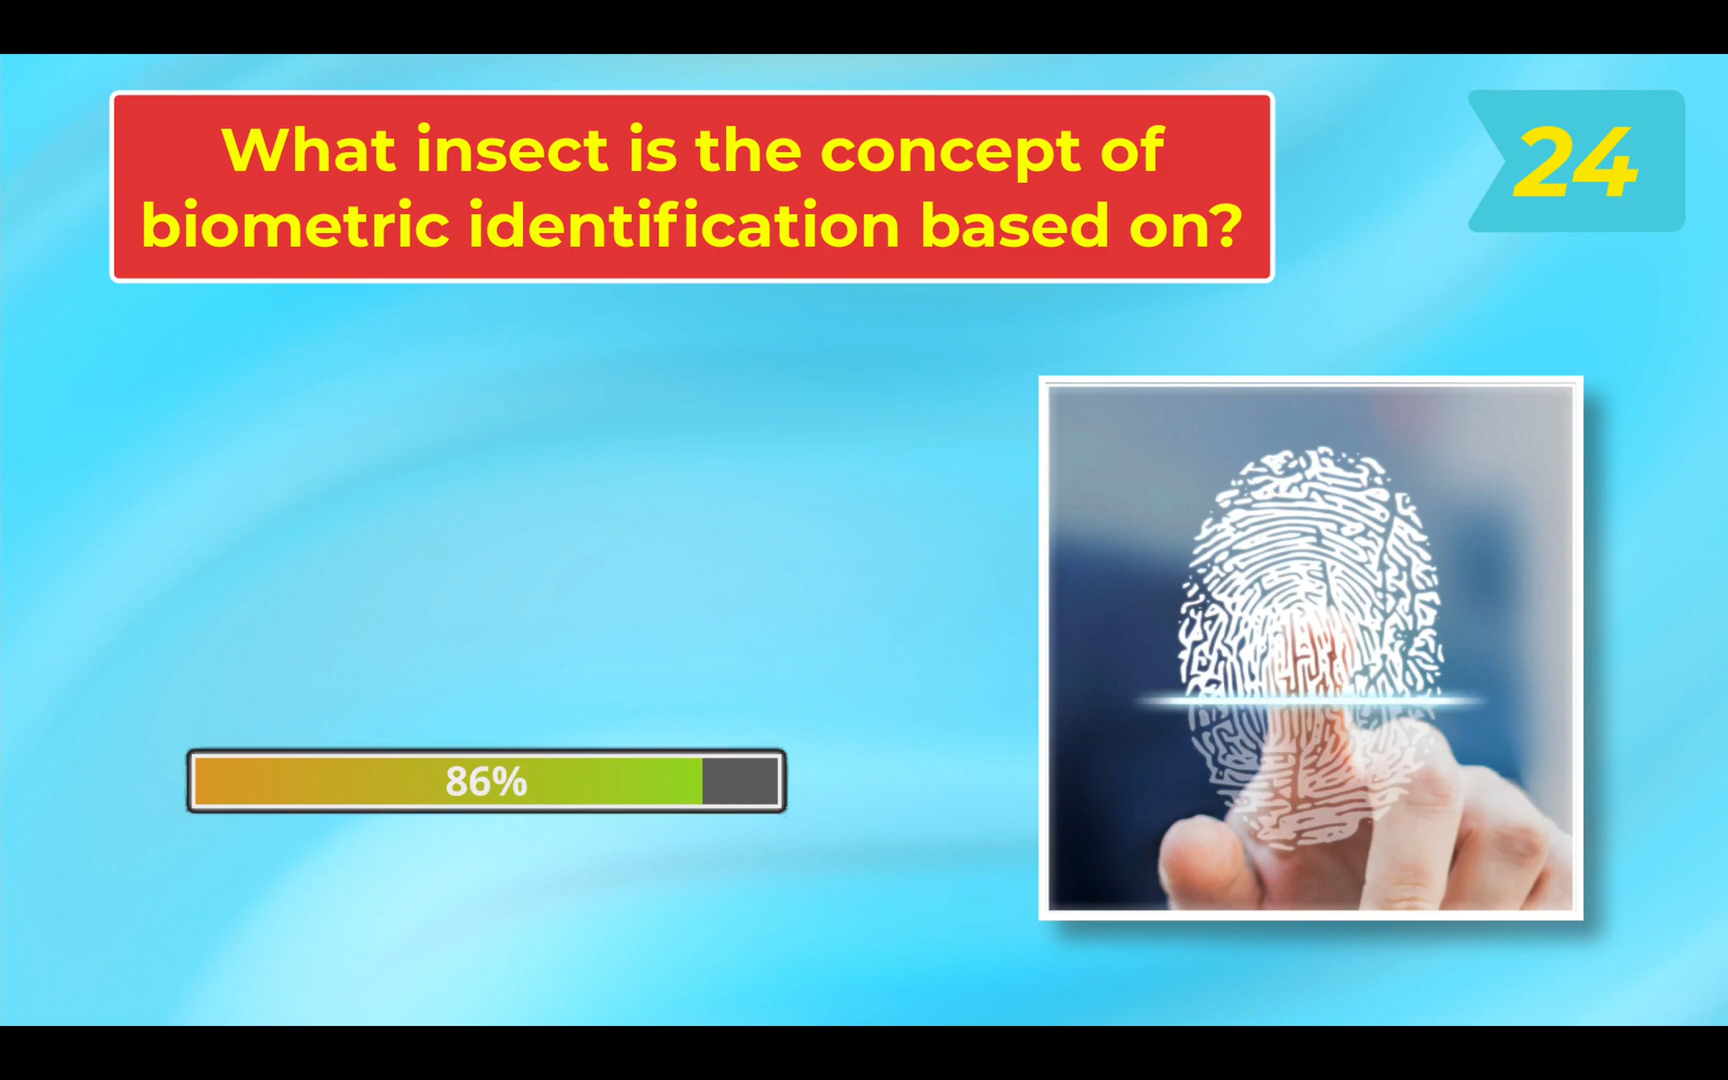 What insect is the concept of
biometric identification based on?
24
86%